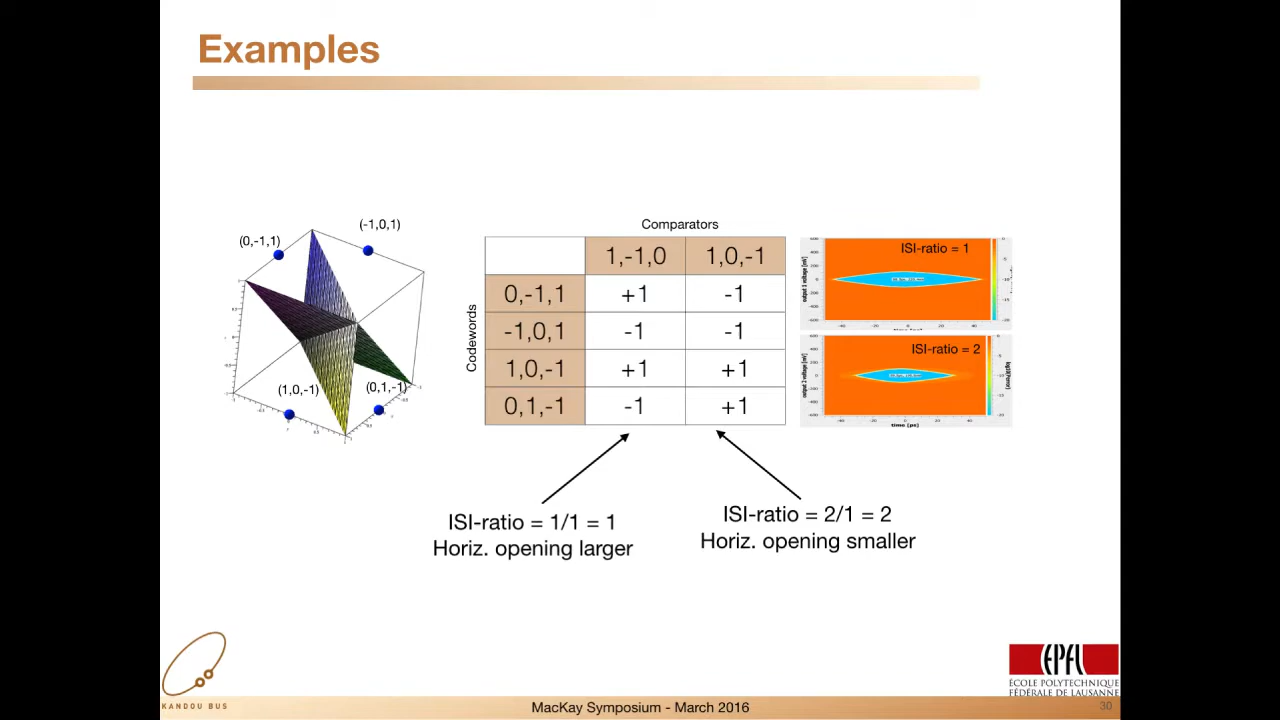 Examples
(0,-1,1)
(-1,0,1)
(1,0,-1)
(0,1,-1)
Comparators
Codewords
1,-1,0 1,0,-1
0,-1,1 +1 -1
-1,0,1 -1 -1
1,0,-1 +1 +1
0,1,-1 -1 +1
ISI-ratio = 1
ISI-ratio = 2
time [ps]
ISI-ratio = 1/1 = 1
Horiz. opening larger
ISI-ratio = 2/1 = 2
Horiz. opening smaller
KANDOU BUS
MacKay Symposium - March 2016
EPFL
ÉCOLE POLYTECHNIQUE
FÉDÉRALE DE LAUSANNE
30